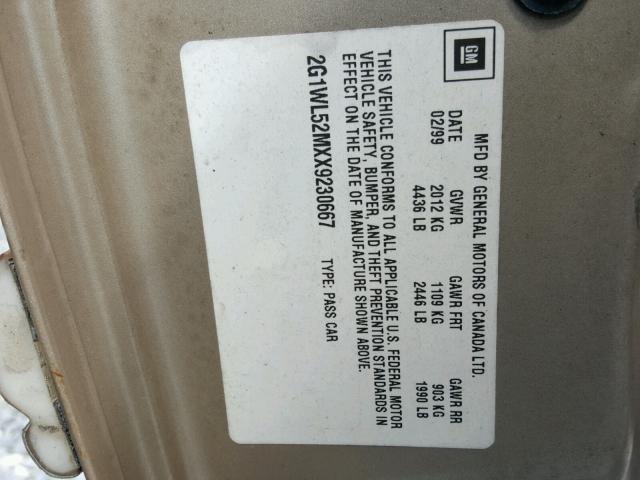 GM
MFD BY GENERAL MOTORS OF CANADA LTD.
DATE GVWR GAWR FRT GAWR RR
02/99 2012 KG 1109 KG 903 KG
4436 LB 2446 LB 1990 LB
THIS VEHICLE CONFORMS TO ALL APPLICABLE U.S. FEDERAL MOTOR
VEHICLE SAFETY, BUMPER, AND THEFT PREVENTION STANDARDS IN
EFFECT ON THE DATE OF MANUFACTURE SHOWN ABOVE.
2G1WL52MXX9230667 TYPE: PASS CAR